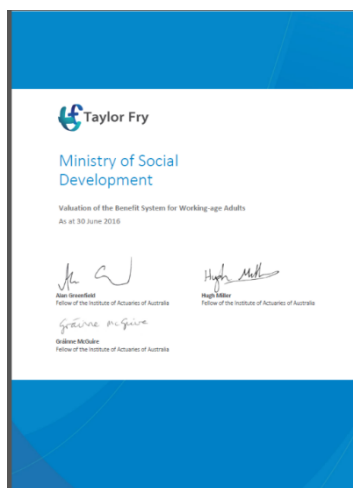 Taylor Fry
Ministry of Social
Development
Valuation of the Benefit System for Working-age Adults
As at 30 June 2016
Alan Greenfield
Fellow of the Institute of Actuaries of Australia
Hugh Miller
Fellow of the Institute of Actuaries of Australia
Gráinne McGuire
Gráinne McGuire
Fellow of the Institute of Actuaries of Australia